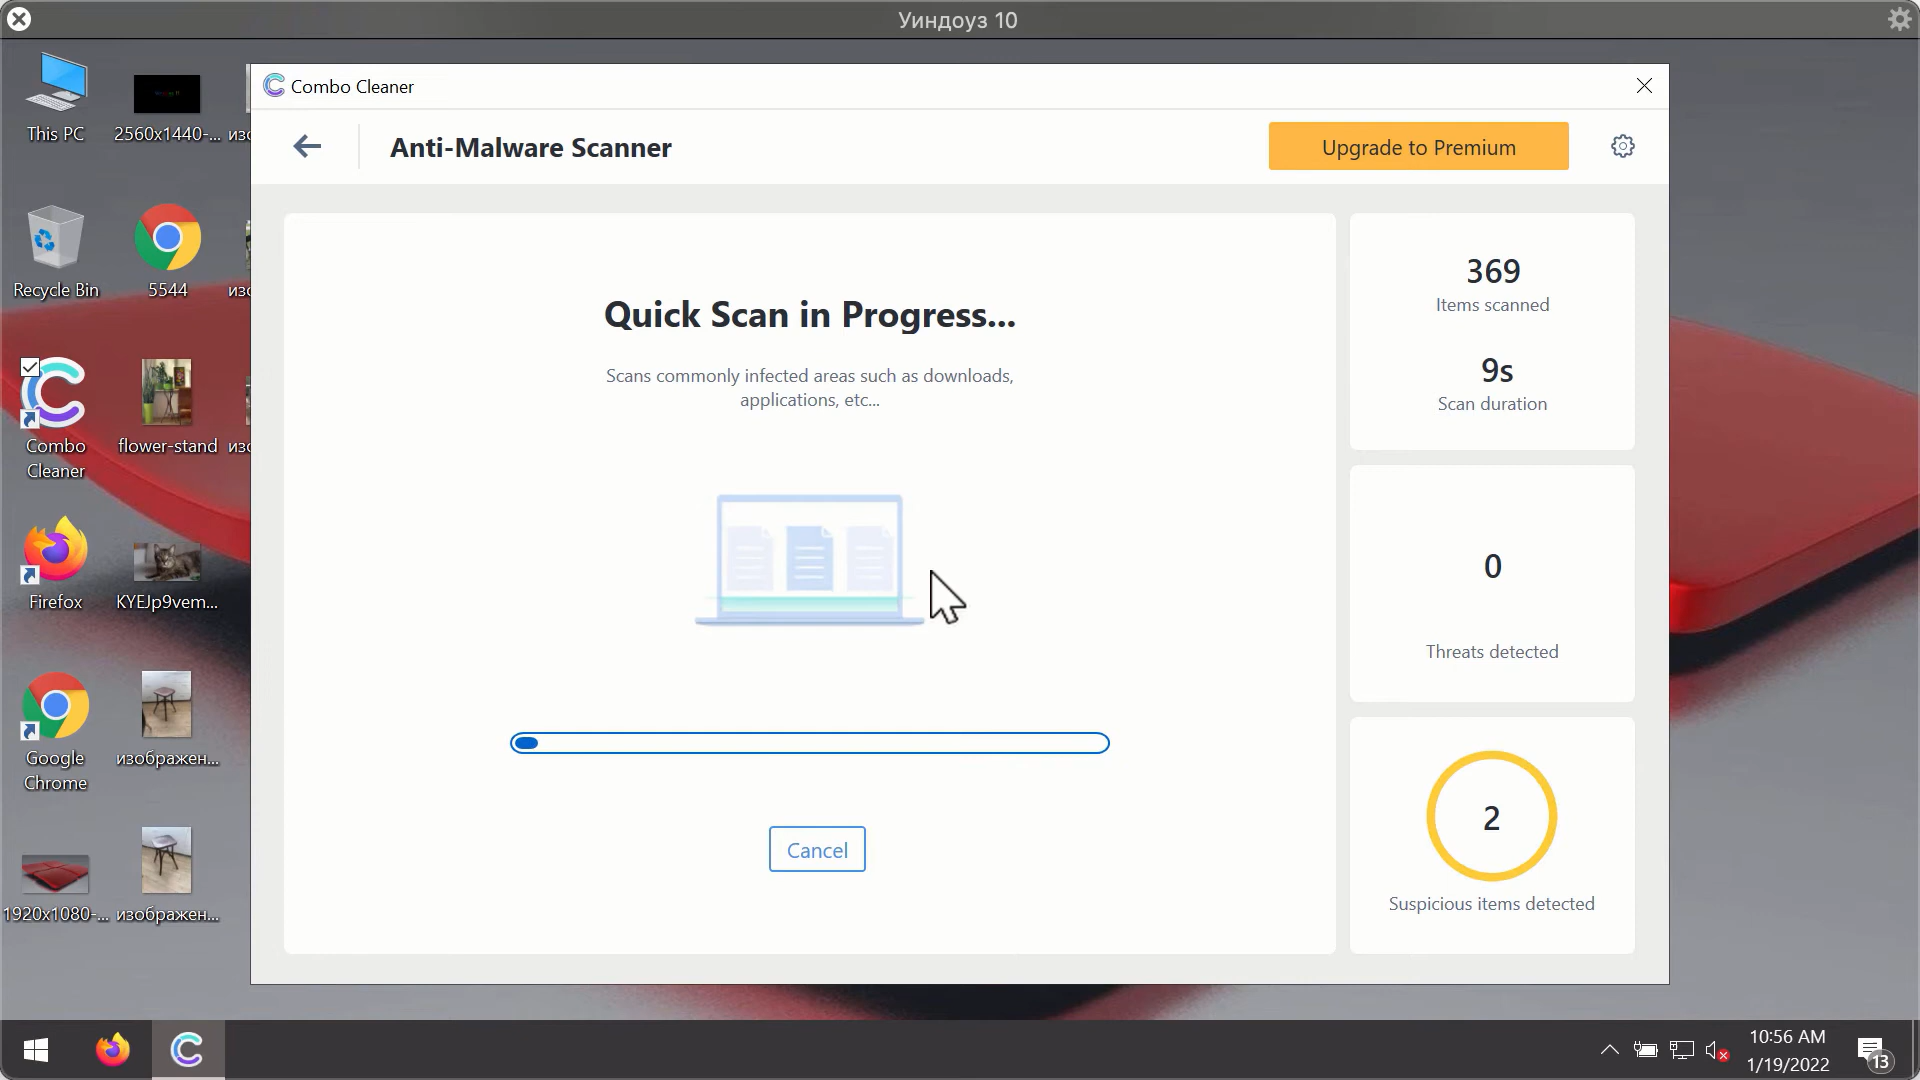 Уиндоуз 10
This PC
2560x1440-...
изо
Combo Cleaner
Anti-Malware Scanner
Upgrade to Premium
Recycle Bin
5544
изо
Quick Scan in Progress...
Scans commonly infected areas such as downloads,
applications, etc...
369
Items scanned
9s
Scan duration
Combo
Cleaner
flower-stand
изо
0
Threats detected
Firefox
KYEJp9vem...
Google
Chrome
изображен...
Cancel
2
Suspicious items detected
1920x1080-...
изображен...
10:56 AM
1/19/2022
13